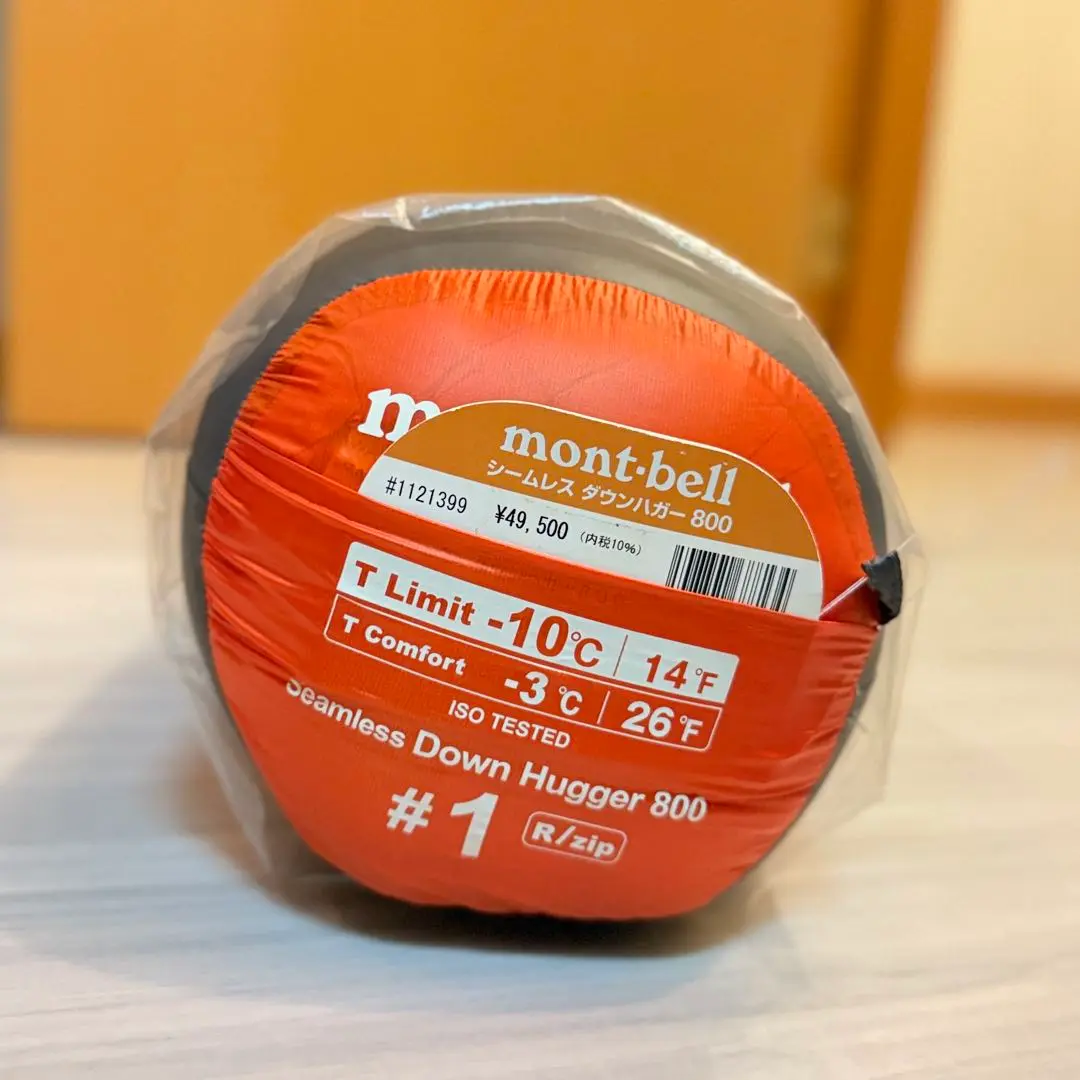 m
mont·bell
シームレス ダウンハガー 800
#1121399 ¥49,500 (内税10%)
T Limit -10℃ 14℉
T Comfort -3℃ 26℉
ISO TESTED
Seamless Down Hugger 800
#1 R/zip